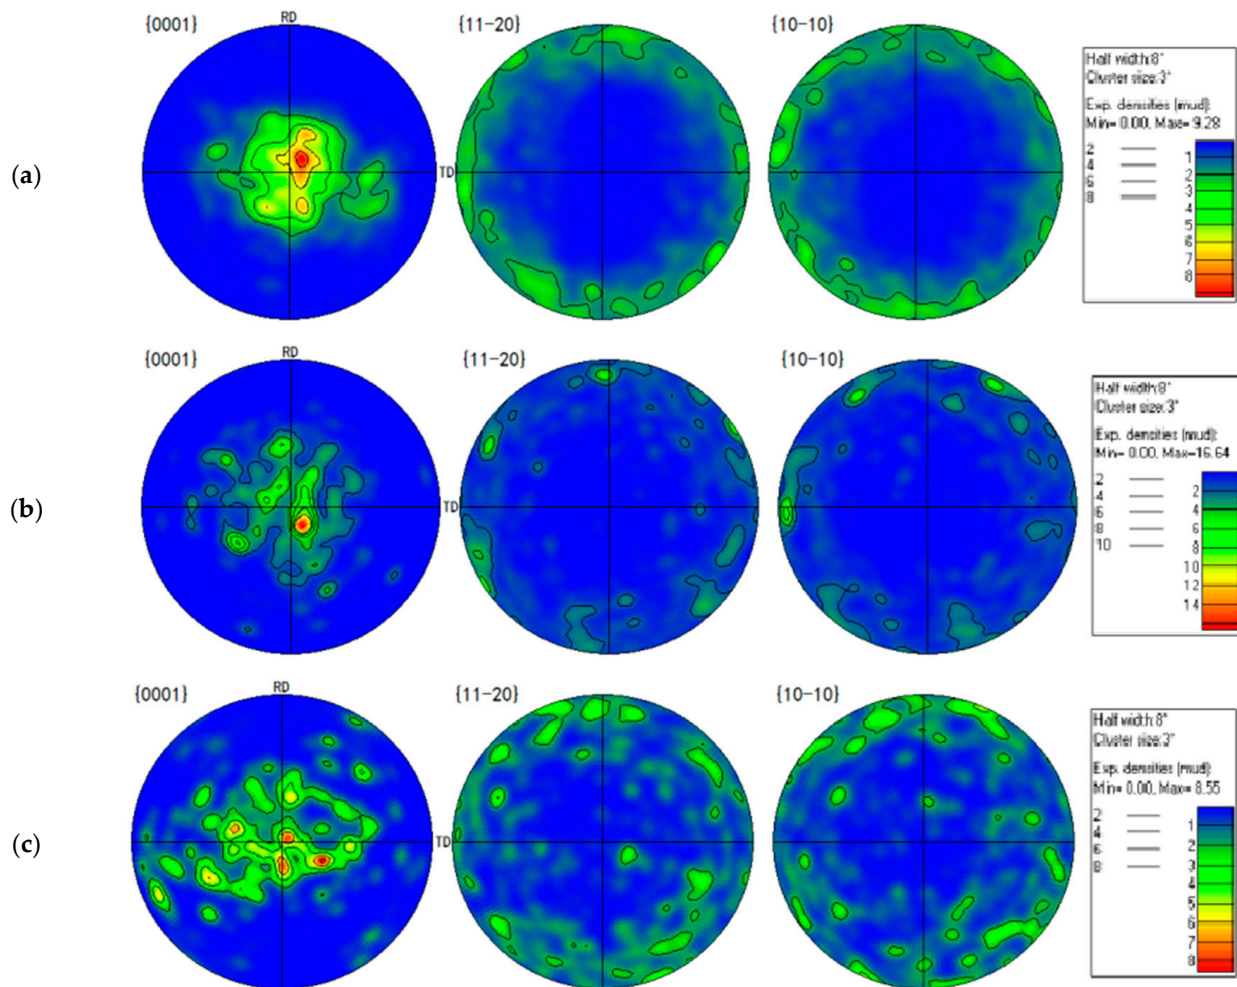 {0001} RD {11-20} {10-10}
(a)
TD
Half width:8°
Cluster size:3°
Exp. densities (mud):
Min= 0.00, Max= 9.28
2
4
6
8
1
2
3
4
5
6
7
8
{0001} RD {11-20} {10-10}
(b)
TD
Half width:8°
Cluster size:3°
Exp. densities (mud):
Min= 0.00, Max=16.64
2
4
6
8
10
2
4
6
8
10
12
14
{0001} RD {11-20} {10-10}
(c)
TD
Half width:8°
Cluster size:3°
Exp. densities (mud):
Min= 0.00, Max= 8.55
2
4
6
8
1
2
3
4
5
6
7
8